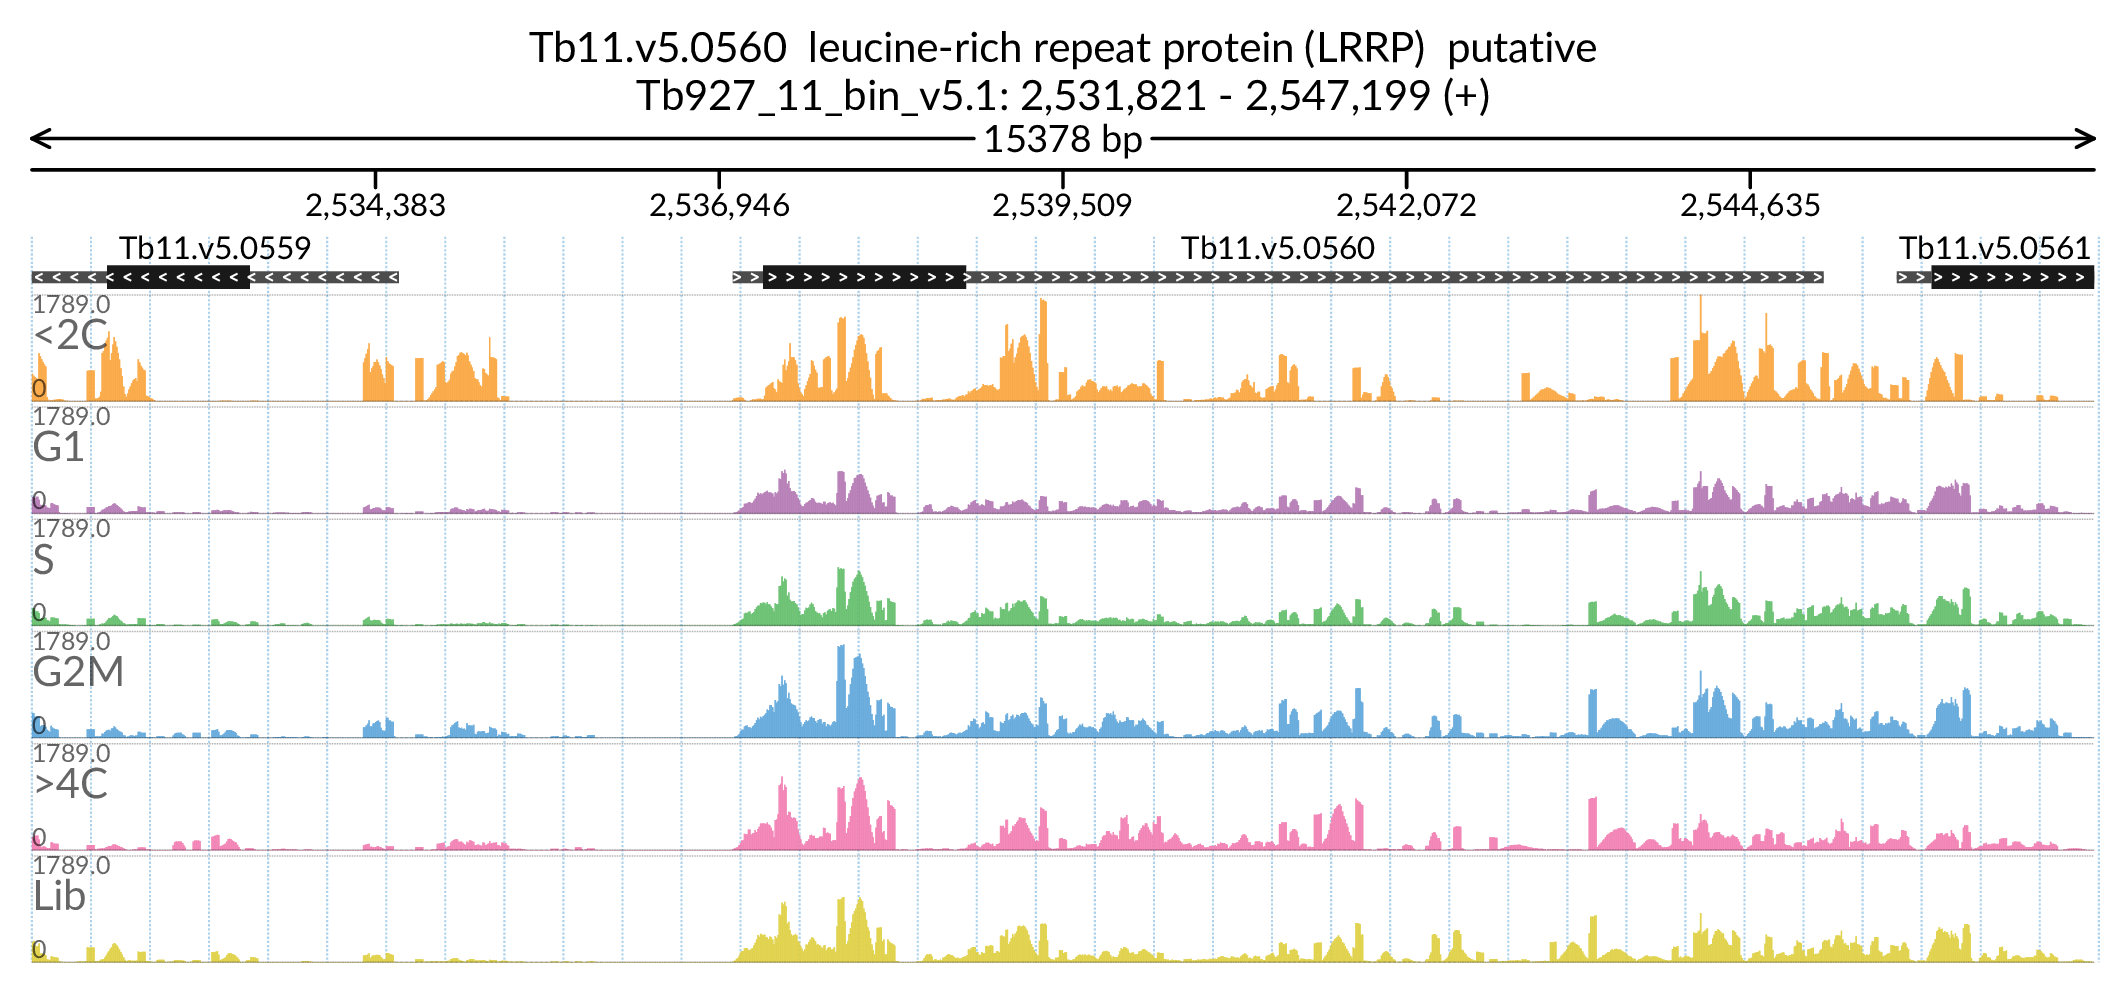 Tb11.v5.0560 leucine-rich repeat protein (LRRP) putative
Tb927_11_bin_v5.1: 2,531,821 - 2,547,199 (+)
15378 bp
2,534,383 2,536,946 2,539,509 2,542,072 2,544,635
Tb11.v5.0559 Tb11.v5.0560 Tb11.v5.0561
1789.0
<2C
0
1789.0
G1
0
1789.0
S
0
1789.0
G2M
0
1789.0
>4C
0
1789.0
Lib
0